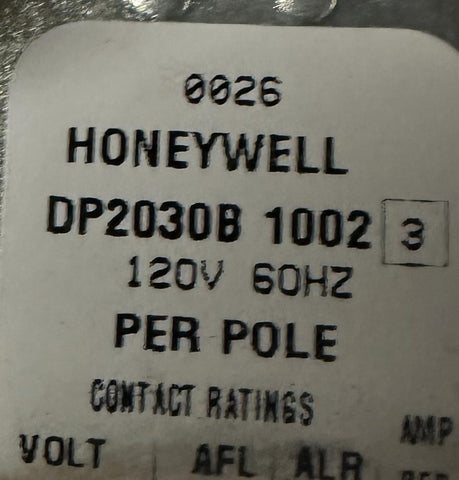 0026
HONEYWELL
DP2030B 1002 3
120V 60HZ
PER POLE
CONTACT RATINGS
VOLT AFL ALR AMP